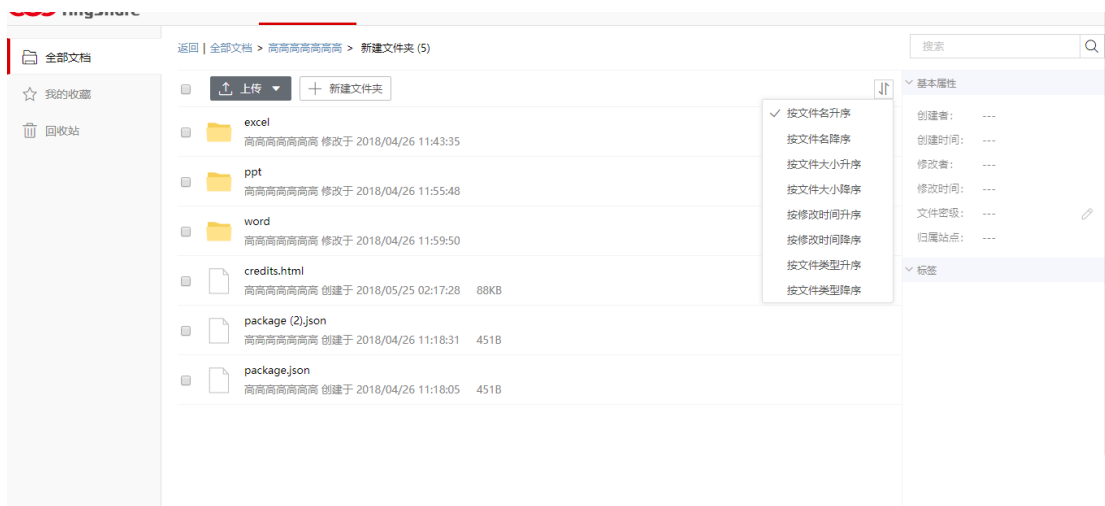 全部文档
我的收藏
回收站
返回 | 全部文档 > 高高高高高高高 > 新建文件夹 (5)
上传
新建文件夹
excel
高高高高高高高 修改于 2018/04/26 11:43:35
ppt
高高高高高高高 修改于 2018/04/26 11:55:48
word
高高高高高高高 修改于 2018/04/26 11:59:50
credits.html
高高高高高高高 创建于 2018/05/25 02:17:28 88KB
package (2).json
高高高高高高高 创建于 2018/04/26 11:18:31 451B
package.json
高高高高高高高 创建于 2018/04/26 11:18:05 451B
按文件名升序
按文件名降序
按文件大小升序
按文件大小降序
按修改时间升序
按修改时间降序
按文件类型升序
按文件类型降序
搜索
基本属性
创建者: ---
创建时间: ---
修改者: ---
修改时间: ---
文件密级: ---
归属站点: ---
标签